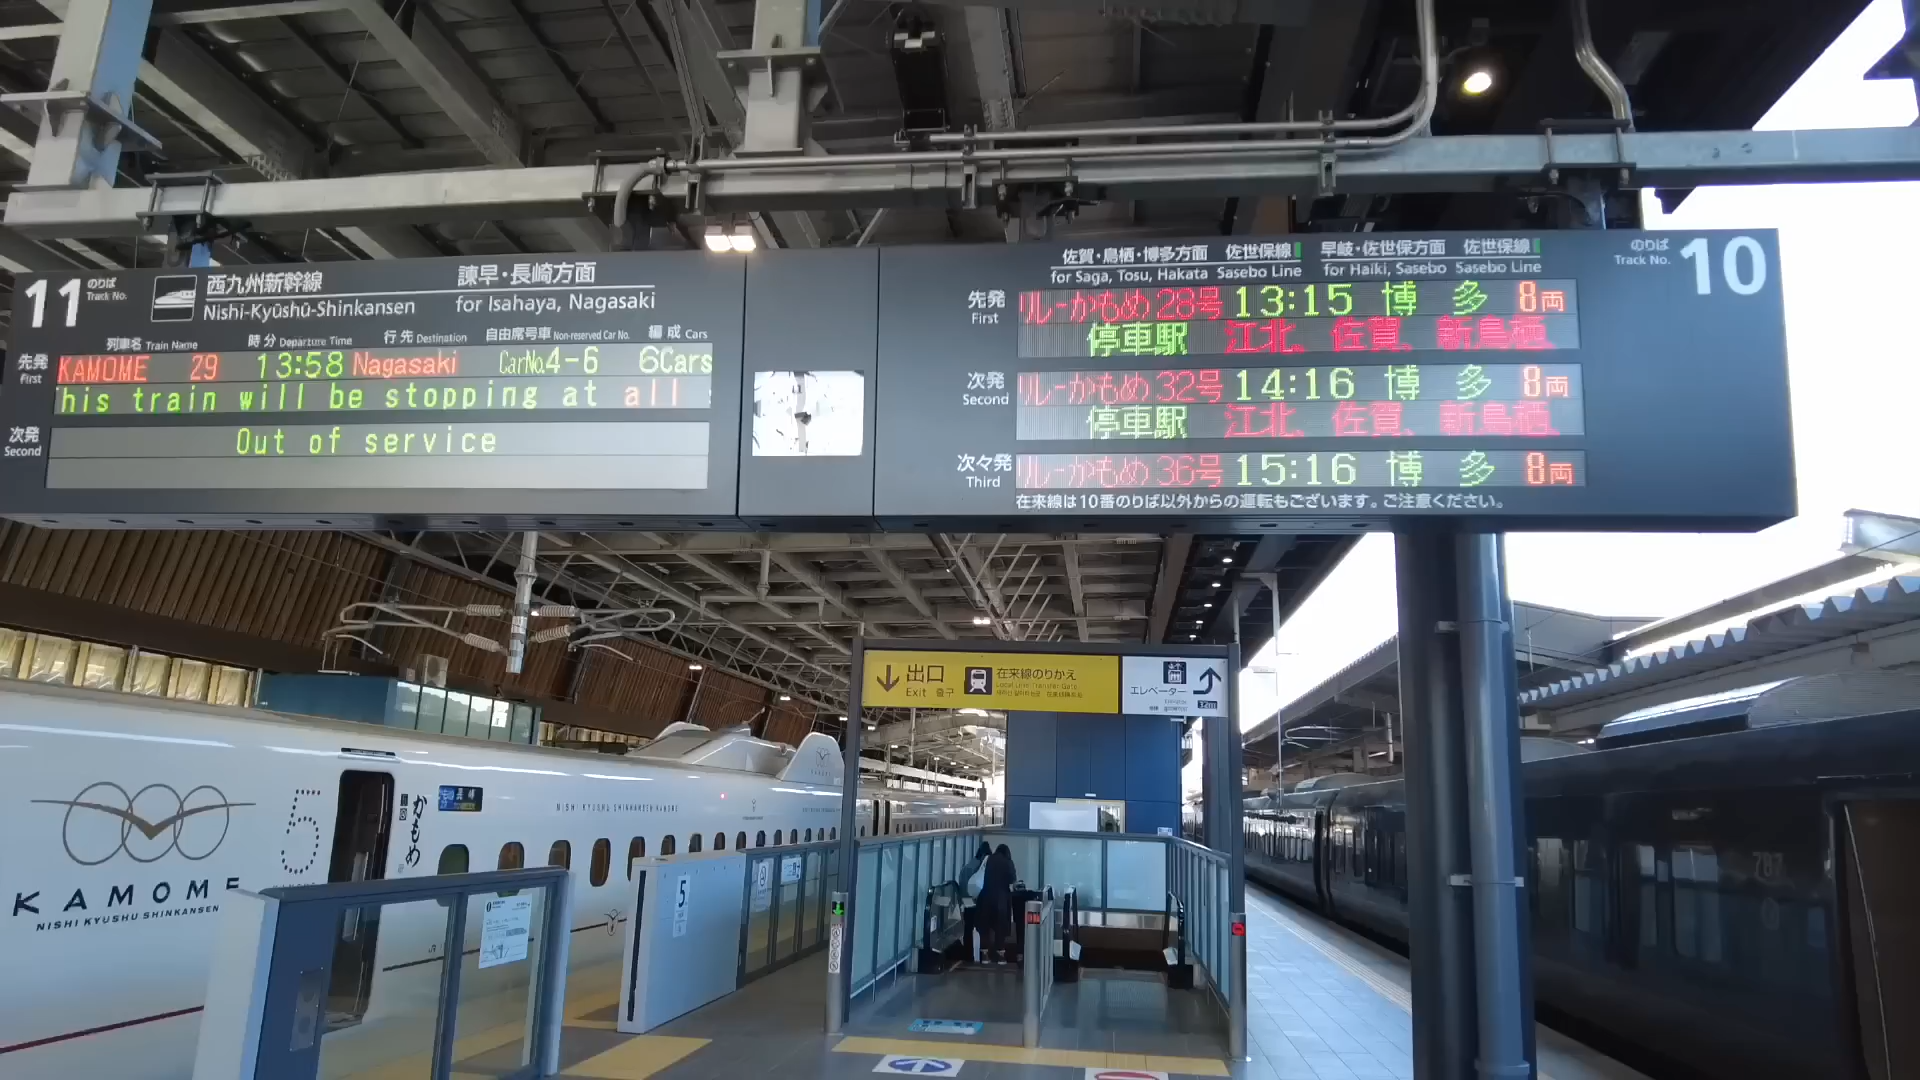 11 のりば
Track No.
西九州新幹線
Nishi-Kyūshū-Shinkansen
諫早・長崎方面
for Isahaya, Nagasaki
列車名 Train Name 時分 Departure Time 行先 Destination 自由席号車 Non-reserved Car No. 編成 Cars
先発
First
KAMOME 29 13:58 Nagasaki CarNo.4-6 6Cars
his train will be stopping at all
次発
Second
Out of service
佐賀・鳥栖・博多方面 佐世保線
for Saga, Tosu, Hakata Sasebo Line
早岐・佐世保方面 佐世保線
for Haiki, Sasebo Sasebo Line
のりば
Track No. 10
先発
First
リレーかもめ 28号 13:15 博多 8両
停車駅 江北、佐賀、新鳥栖、
次発
Second
リレーかもめ 32号 14:16 博多 8両
停車駅 江北、佐賀、新鳥栖、
次々発
Third
リレーかもめ 36号 15:16 博多 8両
在来線は10番のりば以外からの運転もございます。ご注意ください。
出口
Exit
在来線のりかえ
エレベーター
KAMOME
NISHI KYUSHU SHINKANSEN
5
かもめ
長崎
NISHI KYUSHU SHINKANSEN KAMOME
5
787